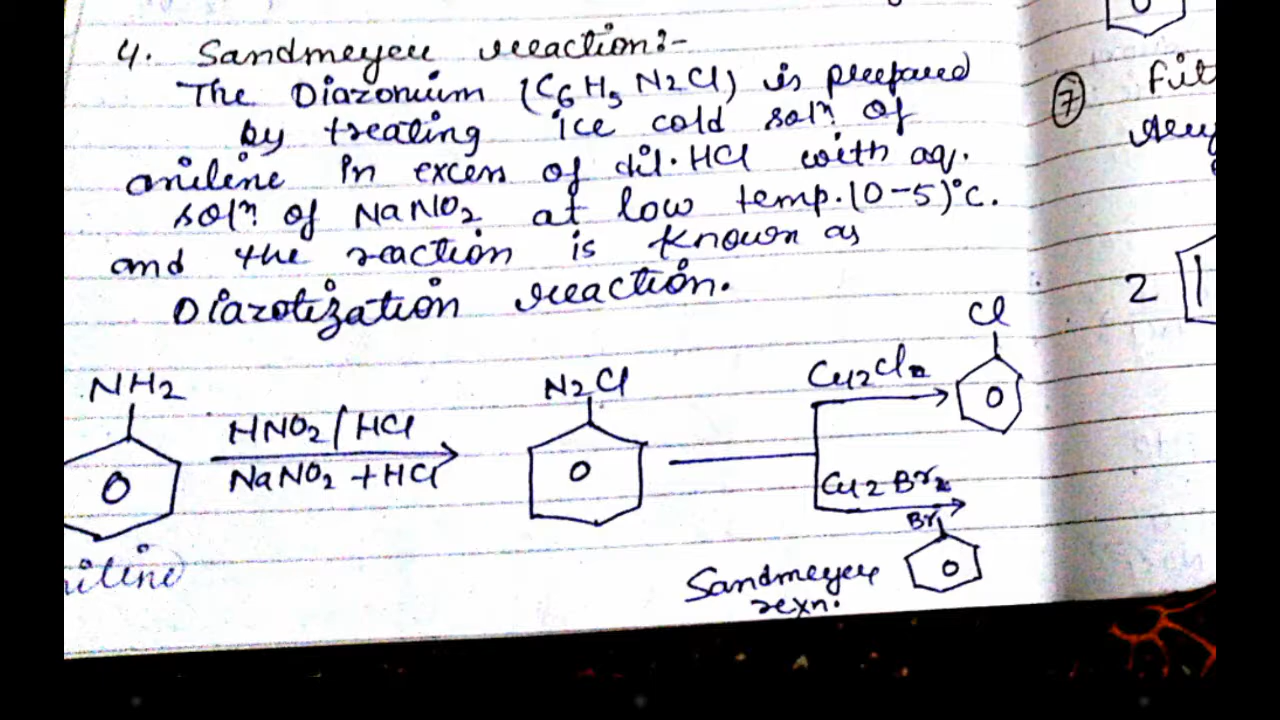 4. Sandmeyer reaction:-
The Diazonium (C6H5N2Cl) is prepared
by treating ice cold solⁿ of
aniline in excess of dil. HCl with aq.
solⁿ of NaNO2 at low temp. (0-5)°C.
and the reaction is known as
Diazotization reaction.
NH2
HNO2/HCl
NaNO2 + HCl
N2Cl
Cu2Cl2
Cl
Cu2Br2
Br
Sandmeyer
rexn.
7
2